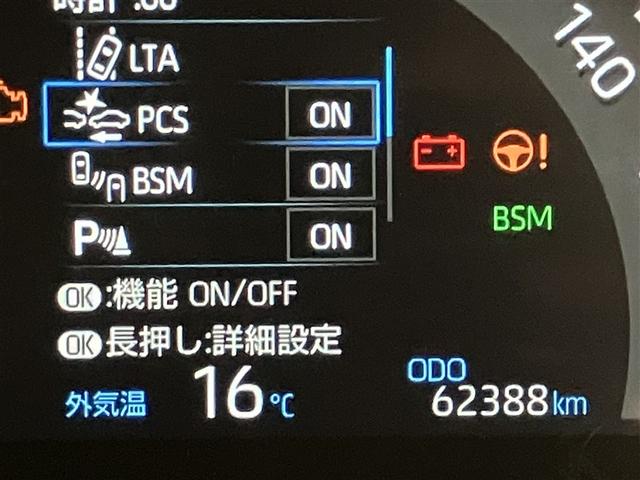 140
LTA
PCS ON
BSM ON
P ON
BSM
OK:機能 ON/OFF
OK長押し:詳細設定
外気温 16℃
ODO
62388km